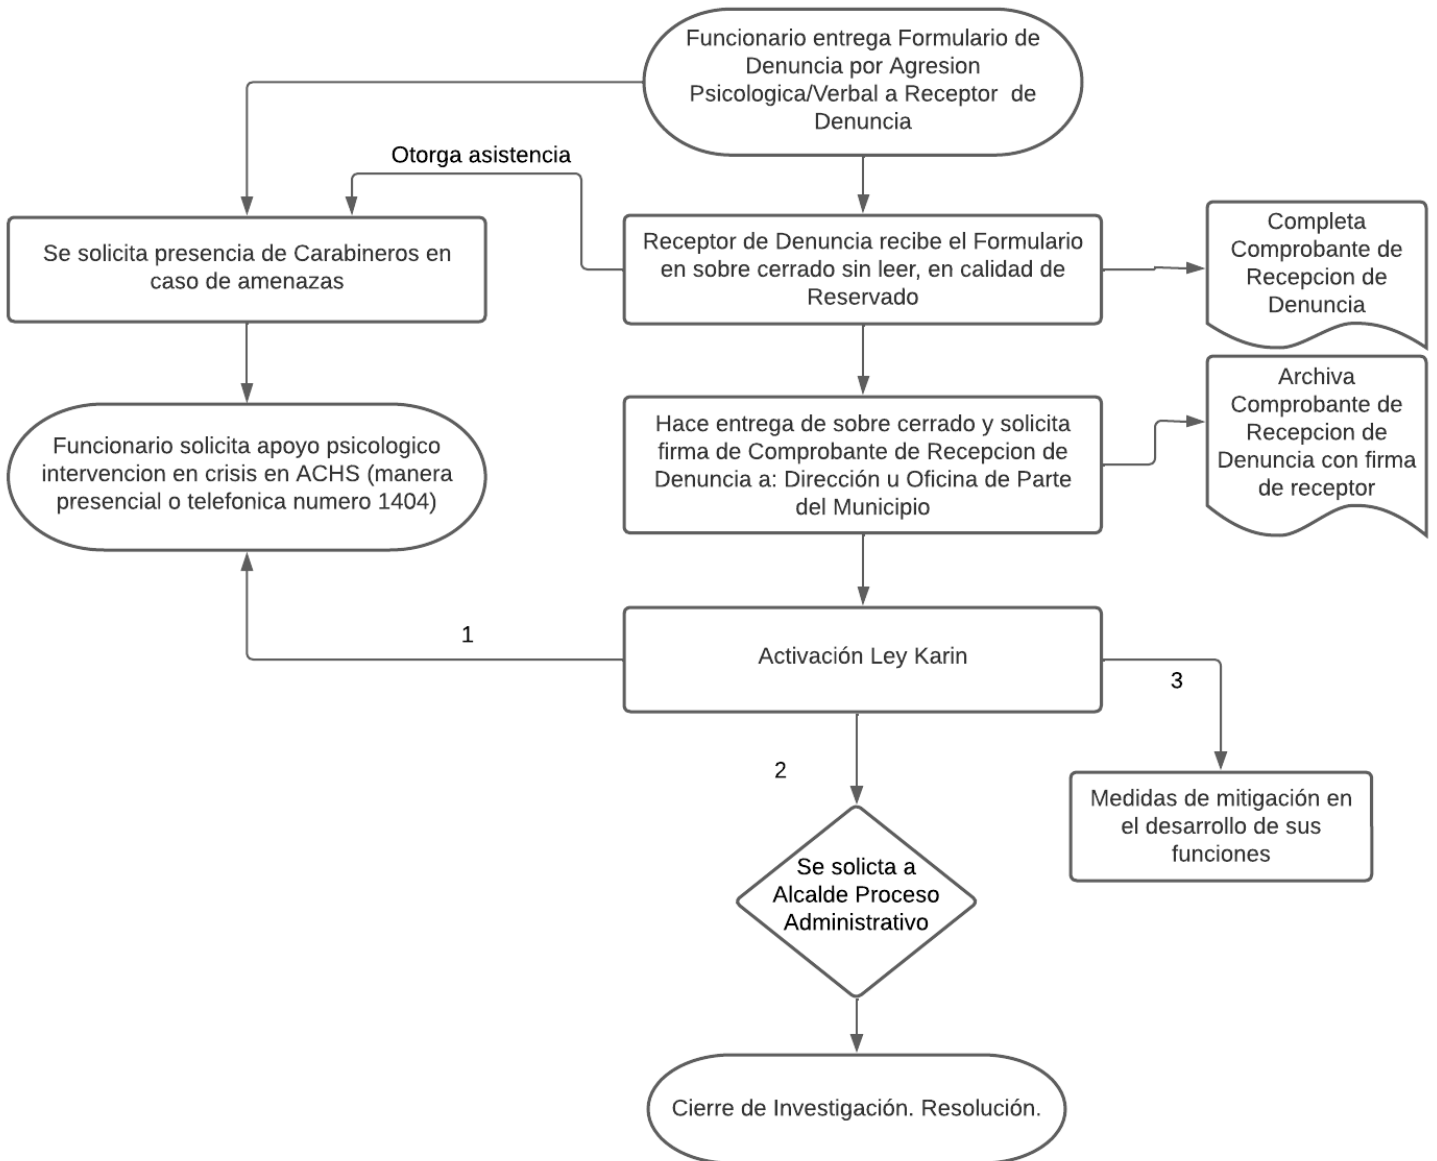 Funcionario entrega Formulario de
Denuncia por Agresion
Psicologica/Verbal a Receptor de
Denuncia
Otorga asistencia
Se solicita presencia de Carabineros en
caso de amenazas
Receptor de Denuncia recibe el Formulario
en sobre cerrado sin leer, en calidad de
Reservado
Completa
Comprobante de
Recepcion de
Denuncia
Funcionario solicita apoyo psicologico
intervencion en crisis en ACHS (manera
presencial o telefonica numero 1404)
Hace entrega de sobre cerrado y solicita
firma de Comprobante de Recepcion de
Denuncia a: Dirección u Oficina de Parte
del Municipio
Archiva
Comprobante de
Recepcion de
Denuncia con firma
de receptor
1
Activación Ley Karin
3
2
Medidas de mitigación en
el desarrollo de sus
funciones
Se solicta a
Alcalde Proceso
Administrativo
Cierre de Investigación. Resolución.